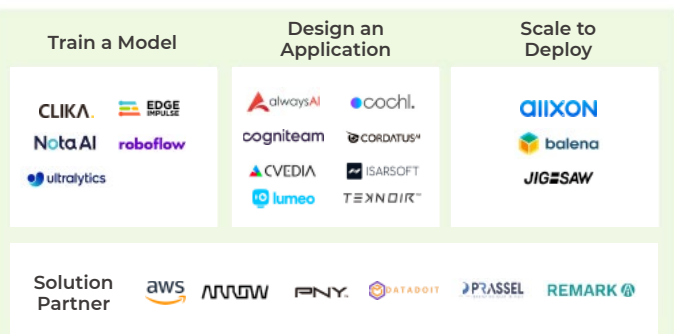 Train a Model
CLIKA.
EDGE
IMPULSE
Nota AI
roboflow
ultralytics
Design an
Application
alwaysAI
cochl.
cogniteam
CORDATUS
CVEDIA
ISARSOFT
lumeo
TEKNOIR
Scale to
Deploy
allxon
balena
JIGSAW
Solution
Partner
aws
ARROW
PNY
DATADOIT
PRASSEL
REMARK